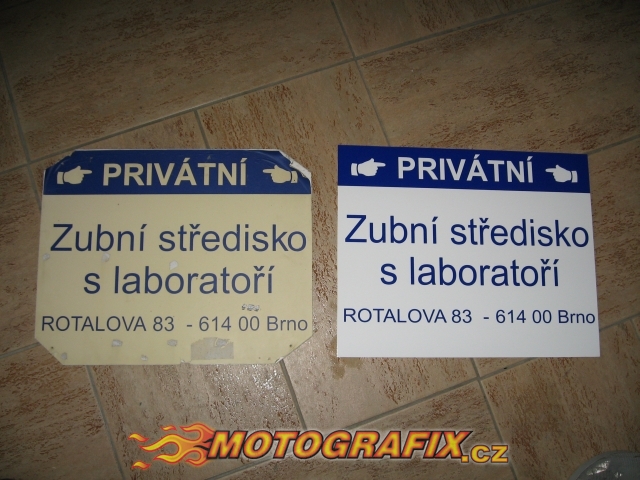 PRIVÁTNÍ
Zubní středisko
s laboratoří
ROTALOVA 83 - 614 00 Brno
PRIVÁTNÍ
Zubní středisko
s laboratoří
ROTALOVA 83 - 614 00 Brno
MOTOGRAFIX.cz